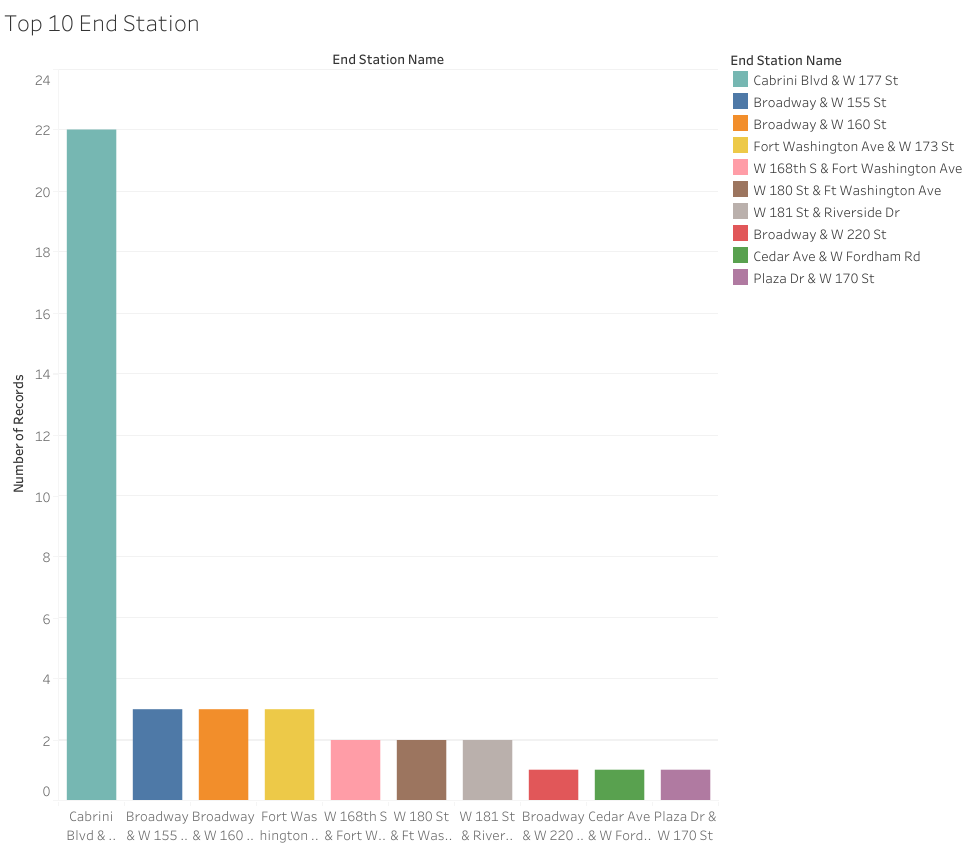 Top 10 End Station
End Station Name
24
22
20
18
16
14
12
10
8
6
4
2
0
Number of Records
Cabrini
Blvd & ..
Broadway
& W 155 ..
Broadway
& W 160 ..
Fort Was
hington ..
W 168th S
& Fort W..
W 180 St
& Ft Was..
W 181 St
& River..
Broadway
& W 220 ..
Cedar Ave
& W Ford..
Plaza Dr &
W 170 St
End Station Name
Cabrini Blvd & W 177 St
Broadway & W 155 St
Broadway & W 160 St
Fort Washington Ave & W 173 St
W 168th S & Fort Washington Ave
W 180 St & Ft Washington Ave
W 181 St & Riverside Dr
Broadway & W 220 St
Cedar Ave & W Fordham Rd
Plaza Dr & W 170 St